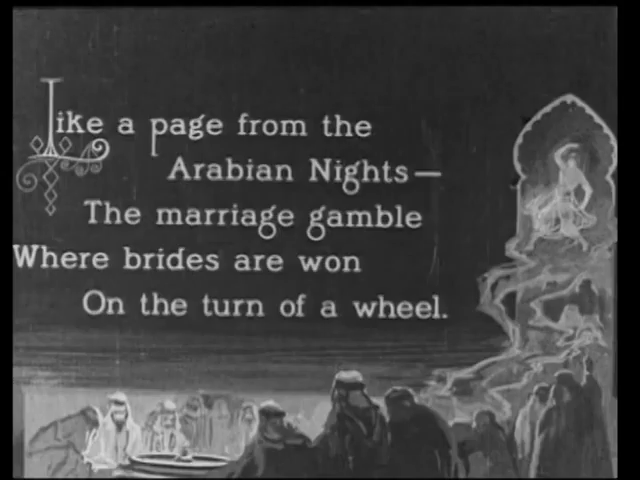 Like a page from the
Arabian Nights—
The marriage gamble
Where brides are won
On the turn of a wheel.